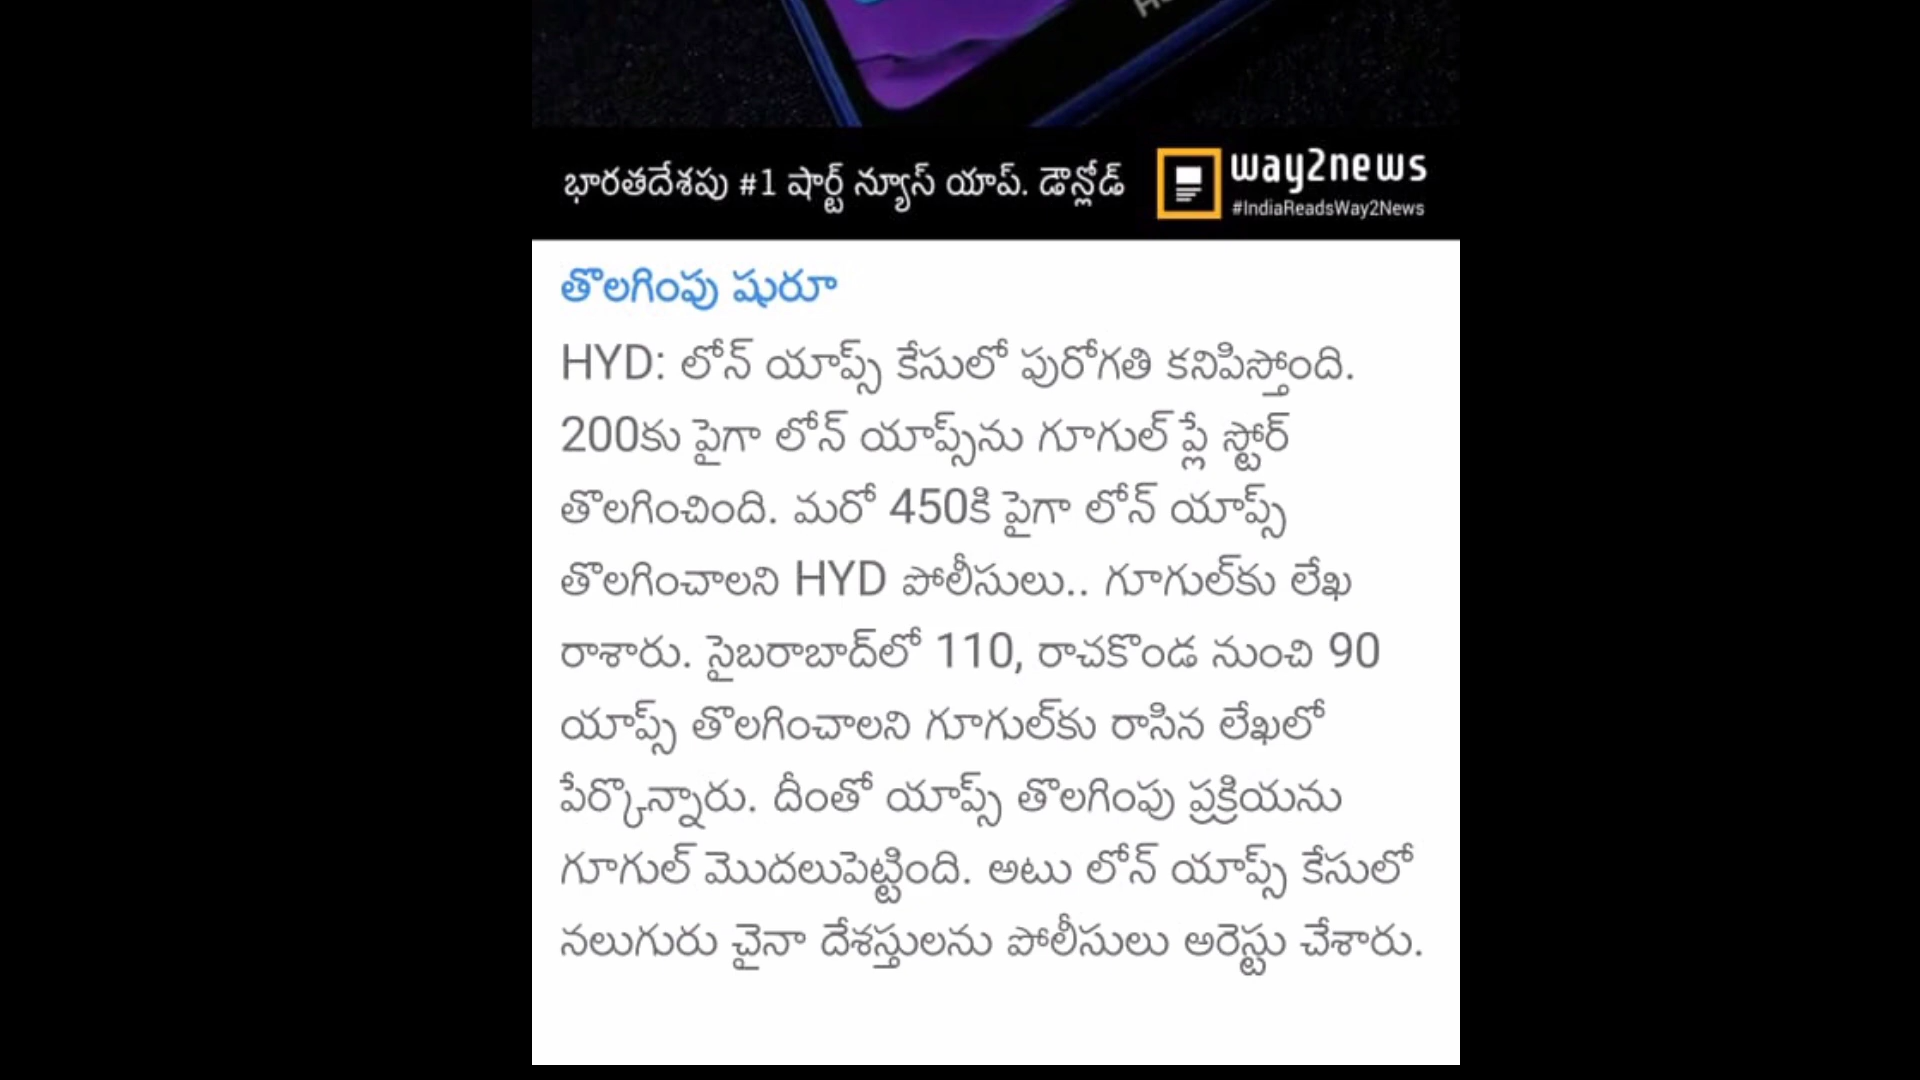 భారతదేశపు #1 షార్ట్ న్యూస్ యాప్. డౌన్లోడ్
way2news
#IndiaReadsWay2News
తొలగింపు షురూ
HYD: లోన్ యాప్స్ కేసులో పురోగతి కనిపిస్తోంది.
200కు పైగా లోన్ యాప్స్‌ను గూగుల్ ప్లే స్టోర్
తొలగించింది. మరో 450కి పైగా లోన్ యాప్స్
తొలగించాలని HYD పోలీసులు.. గూగుల్‌కు లేఖ
రాశారు. సైబరాబాద్‌లో 110, రాచకొండ నుంచి 90
యాప్స్ తొలగించాలని గూగుల్‌కు రాసిన లేఖలో
పేర్కొన్నారు. దీంతో యాప్స్ తొలగింపు ప్రక్రియను
గూగుల్ మొదలుపెట్టింది. అటు లోన్ యాప్స్ కేసులో
నలుగురు చైనా దేశస్తులను పోలీసులు అరెస్టు చేశారు.